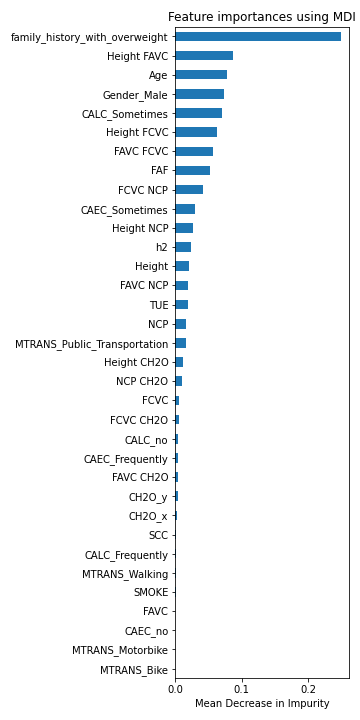 Feature importances using MDI
family_history_with_overweight
Height FAVC
Age
Gender_Male
CALC_Sometimes
Height FCVC
FAVC FCVC
FAF
FCVC NCP
CAEC_Sometimes
Height NCP
h2
Height
FAVC NCP
TUE
NCP
MTRANS_Public_Transportation
Height CH2O
NCP CH2O
FCVC
FCVC CH2O
CALC_no
CAEC_Frequently
FAVC CH2O
CH2O_y
CH2O_x
SCC
CALC_Frequently
MTRANS_Walking
SMOKE
FAVC
CAEC_no
MTRANS_Motorbike
MTRANS_Bike
0.0 0.1 0.2
Mean Decrease in Impurity